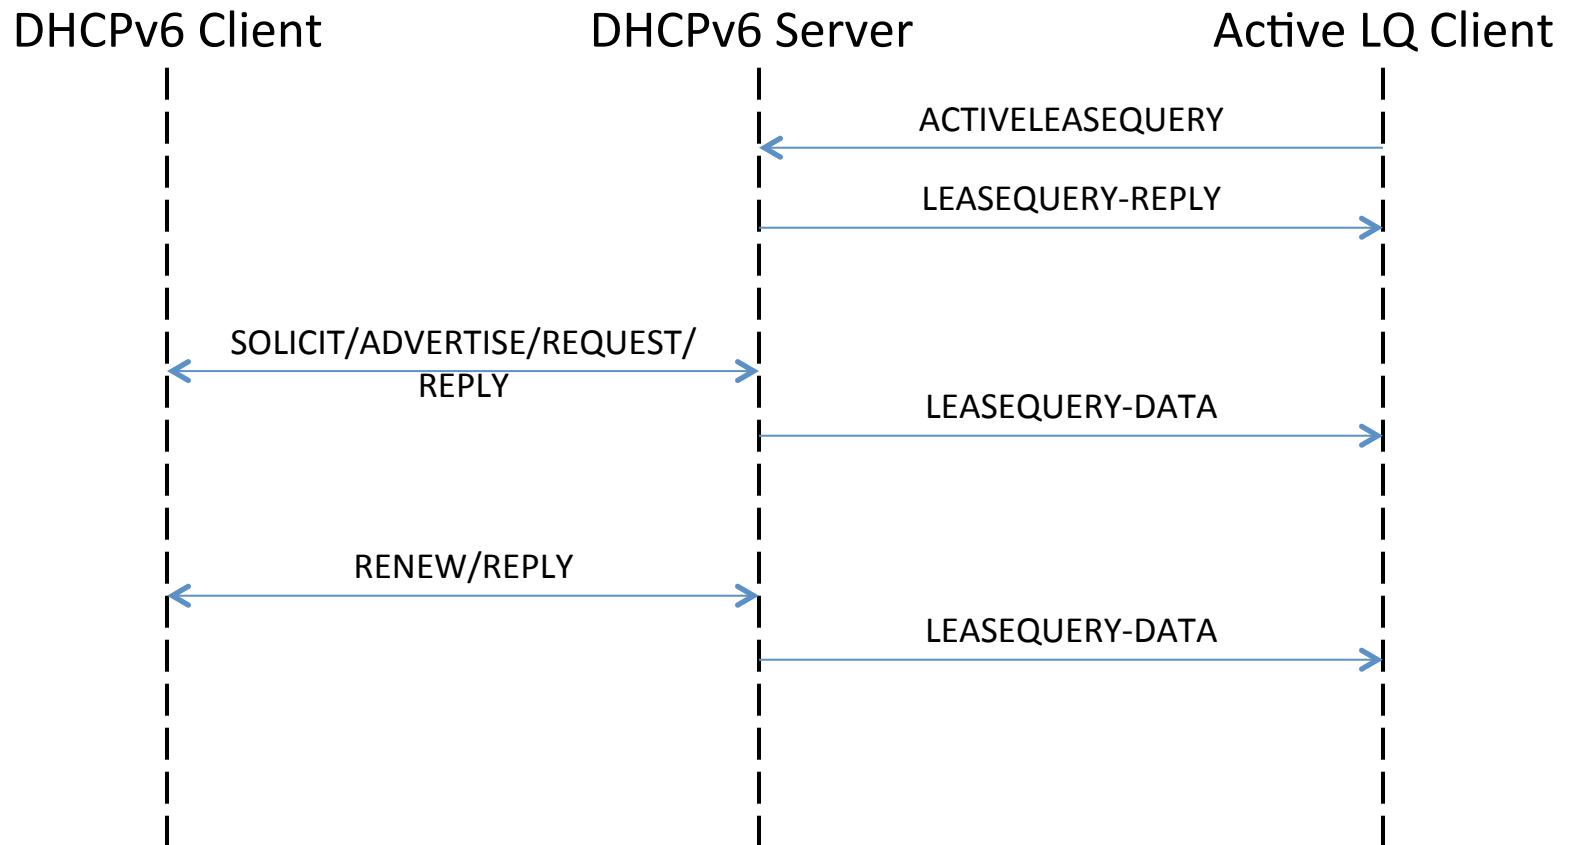 DHCPv6 Client
DHCPv6 Server
Active LQ Client
ACTIVELEASEQUERY
LEASEQUERY-REPLY
SOLICIT/ADVERTISE/REQUEST/
REPLY
LEASEQUERY-DATA
RENEW/REPLY
LEASEQUERY-DATA